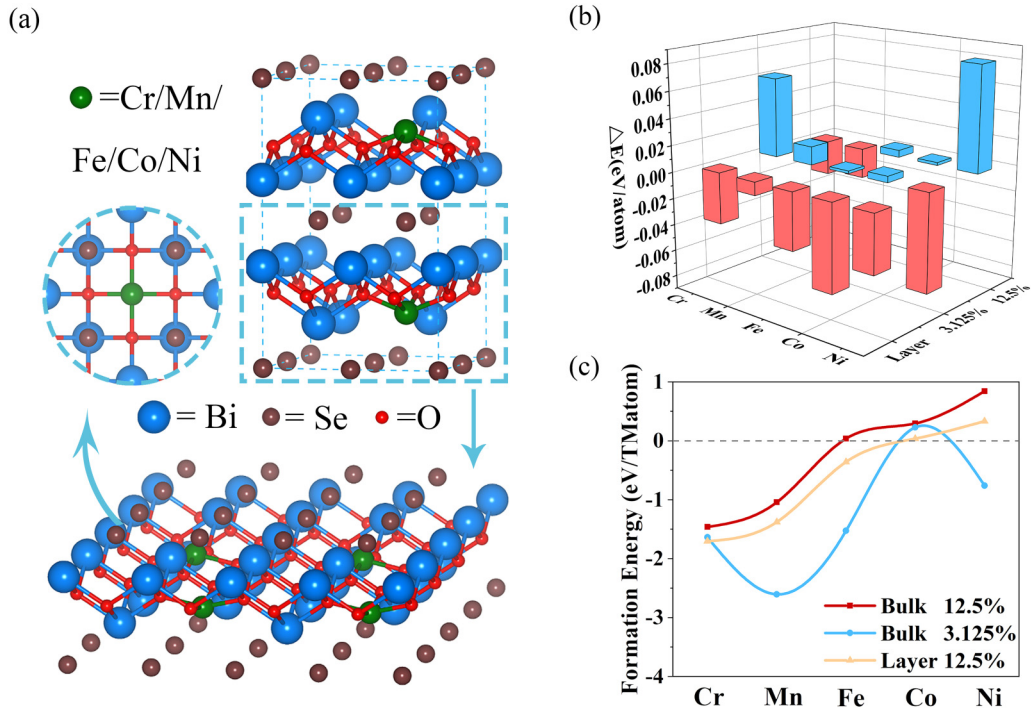 (a)
=Cr/Mn/
Fe/Co/Ni
= Bi = Se =O
(b)
△E(eV/atom)
0.08
0.06
0.04
0.02
0.00
-0.02
-0.04
-0.06
-0.08
Cr
Mn
Fe
Co
Ni
Layer
3.125%
12.5%
(c)
Formation Energy (eV/TMatom)
1
0
-1
-2
-3
-4
Bulk 12.5%
Bulk 3.125%
Layer 12.5%
Cr Mn Fe Co Ni